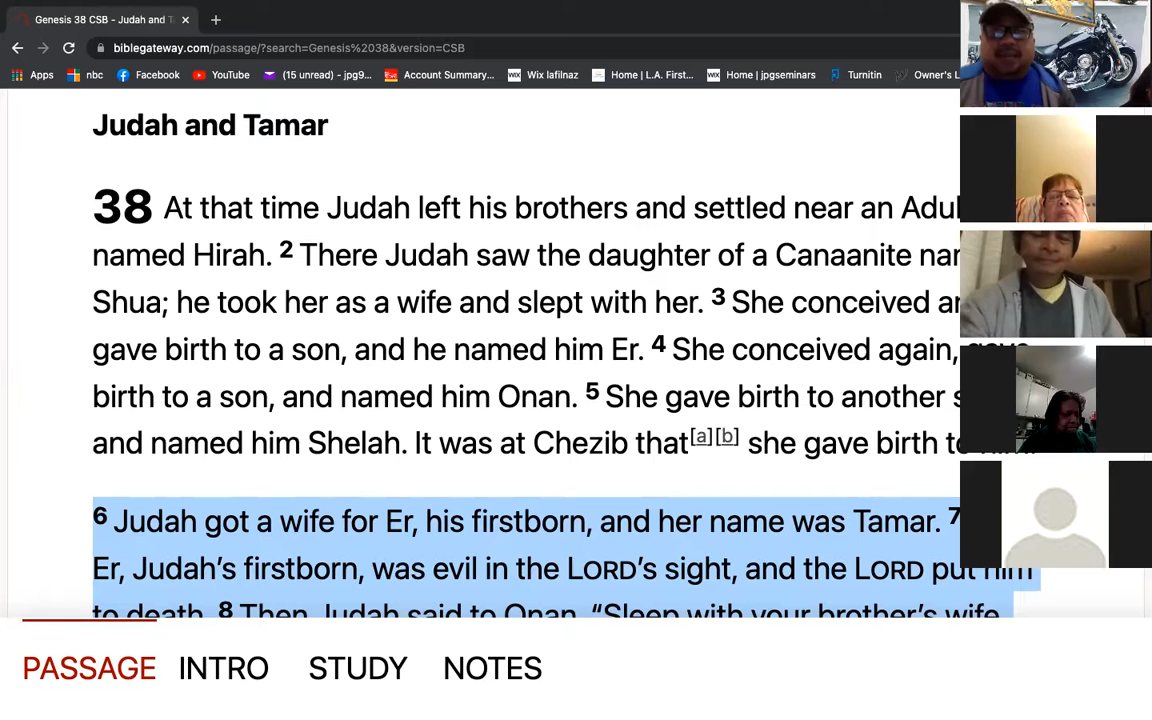 Genesis 38 CSB - Judah and T
biblegateway.com/passage/?search=Genesis%2038&version=CSB
Apps nbc Facebook YouTube (15 unread) - jpg9... Account Summary... Wix lafilnaz Home | L.A. First... Home | jpgseminars Turnitin Owner's L
Judah and Tamar
38 At that time Judah left his brothers and settled near an Adul
named Hirah. 2 There Judah saw the daughter of a Canaanite nar
Shua; he took her as a wife and slept with her. 3 She conceived ar
gave birth to a son, and he named him Er. 4 She conceived again, gave
birth to a son, and named him Onan. 5 She gave birth to another s
and named him Shelah. It was at Chezib that[a][b] she gave birth to him.
6 Judah got a wife for Er, his firstborn, and her name was Tamar. 7
Er, Judah's firstborn, was evil in the LORD's sight, and the LORD put him
to death. 8 Then Judah said to Onan, “Sleep with your brother's wife.
PASSAGE INTRO STUDY NOTES